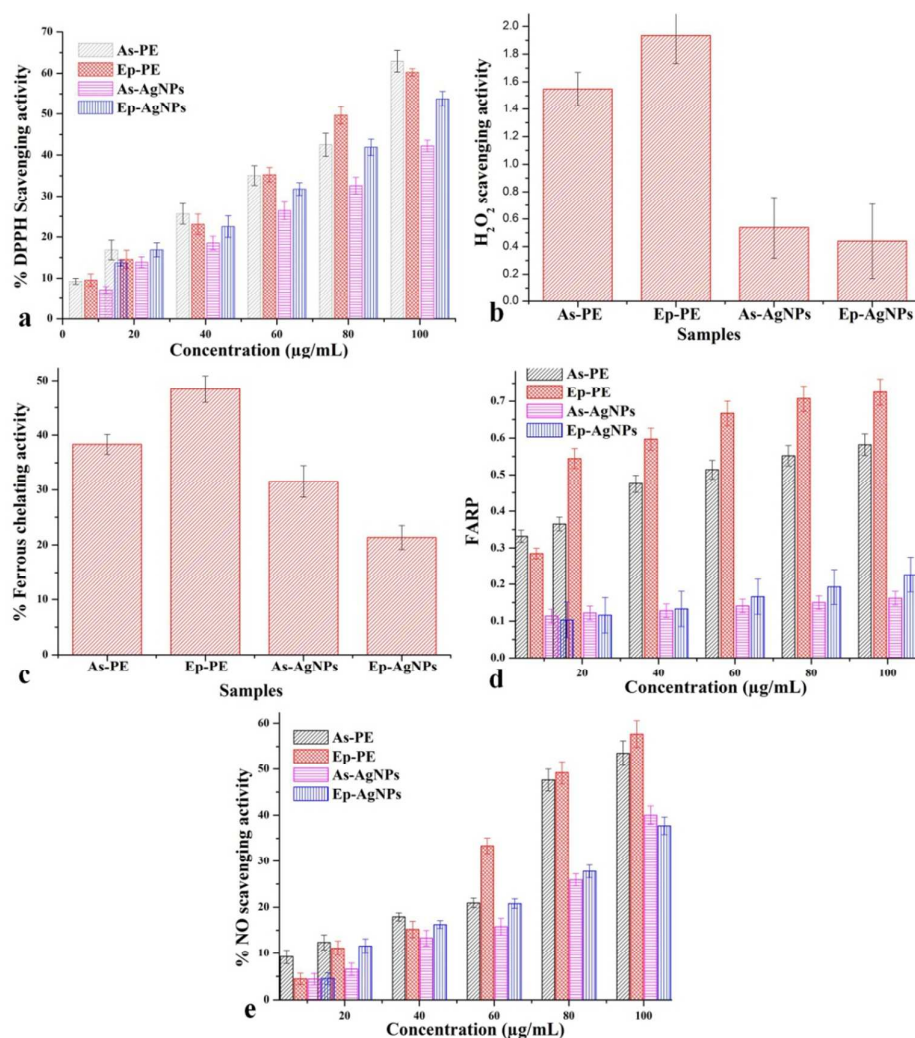 a
% DPPH Scavenging activity
70
60
50
40
30
20
10
0
As-PE
Ep-PE
As-AgNPs
Ep-AgNPs
0 20 40 60 80 100
Concentration (µg/mL)
b
H2O2 scavenging activity
2.0
1.8
1.6
1.4
1.2
1.0
0.8
0.6
0.4
0.2
0.0
As-PE Ep-PE As-AgNPs Ep-AgNPs
Samples
c
% Ferrous chelating activity
50
40
30
20
10
0
As-PE Ep-PE As-AgNPs Ep-AgNPs
Samples
d
FARP
0.7
0.6
0.5
0.4
0.3
0.2
0.1
0.0
As-PE
Ep-PE
As-AgNPs
Ep-AgNPs
20 40 60 80 100
Concentration (µg/mL)
e
% NO scavenging activity
60
50
40
30
20
10
0
As-PE
Ep-PE
As-AgNPs
Ep-AgNPs
20 40 60 80 100
Concentration (µg/mL)